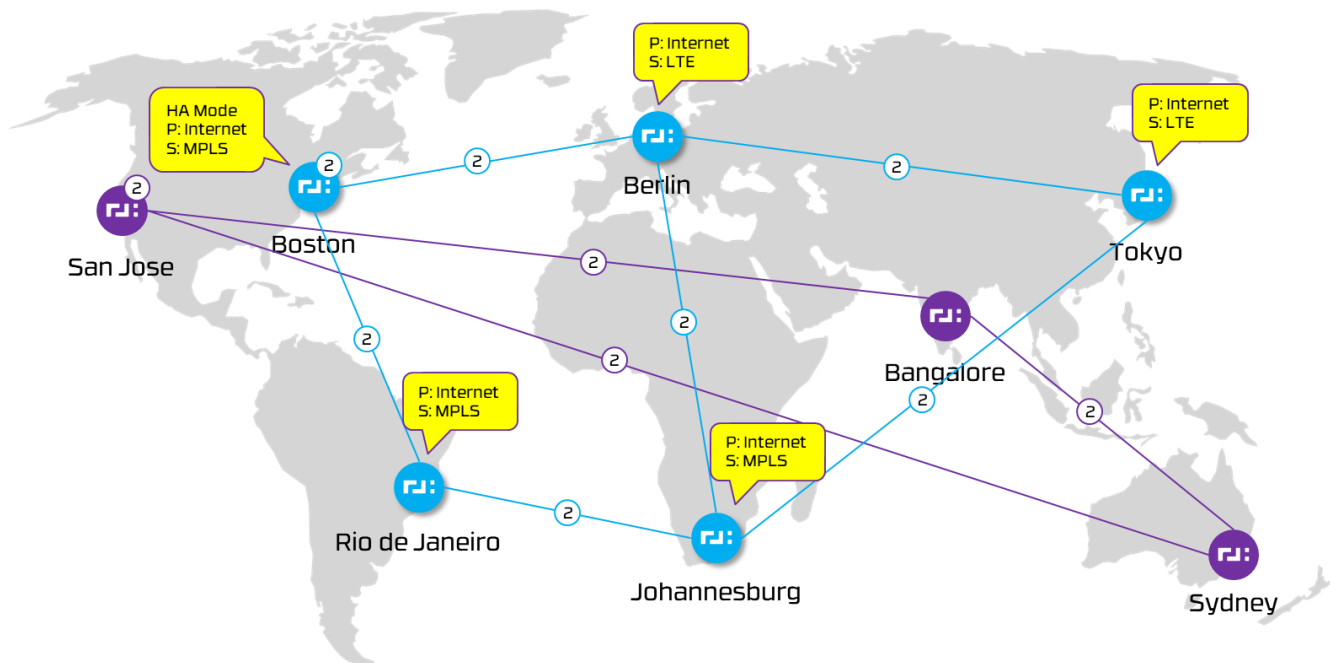 P: Internet
S: LTE
HA Mode
P: Internet
S: MPLS
P: Internet
S: LTE
2
2
2
2
Berlin
2
Boston
San Jose
Tokyo
2
2
2
2
Bangalore
P: Internet
S: MPLS
2
2
P: Internet
S: MPLS
2
Rio de Janeiro
Johannesburg
Sydney